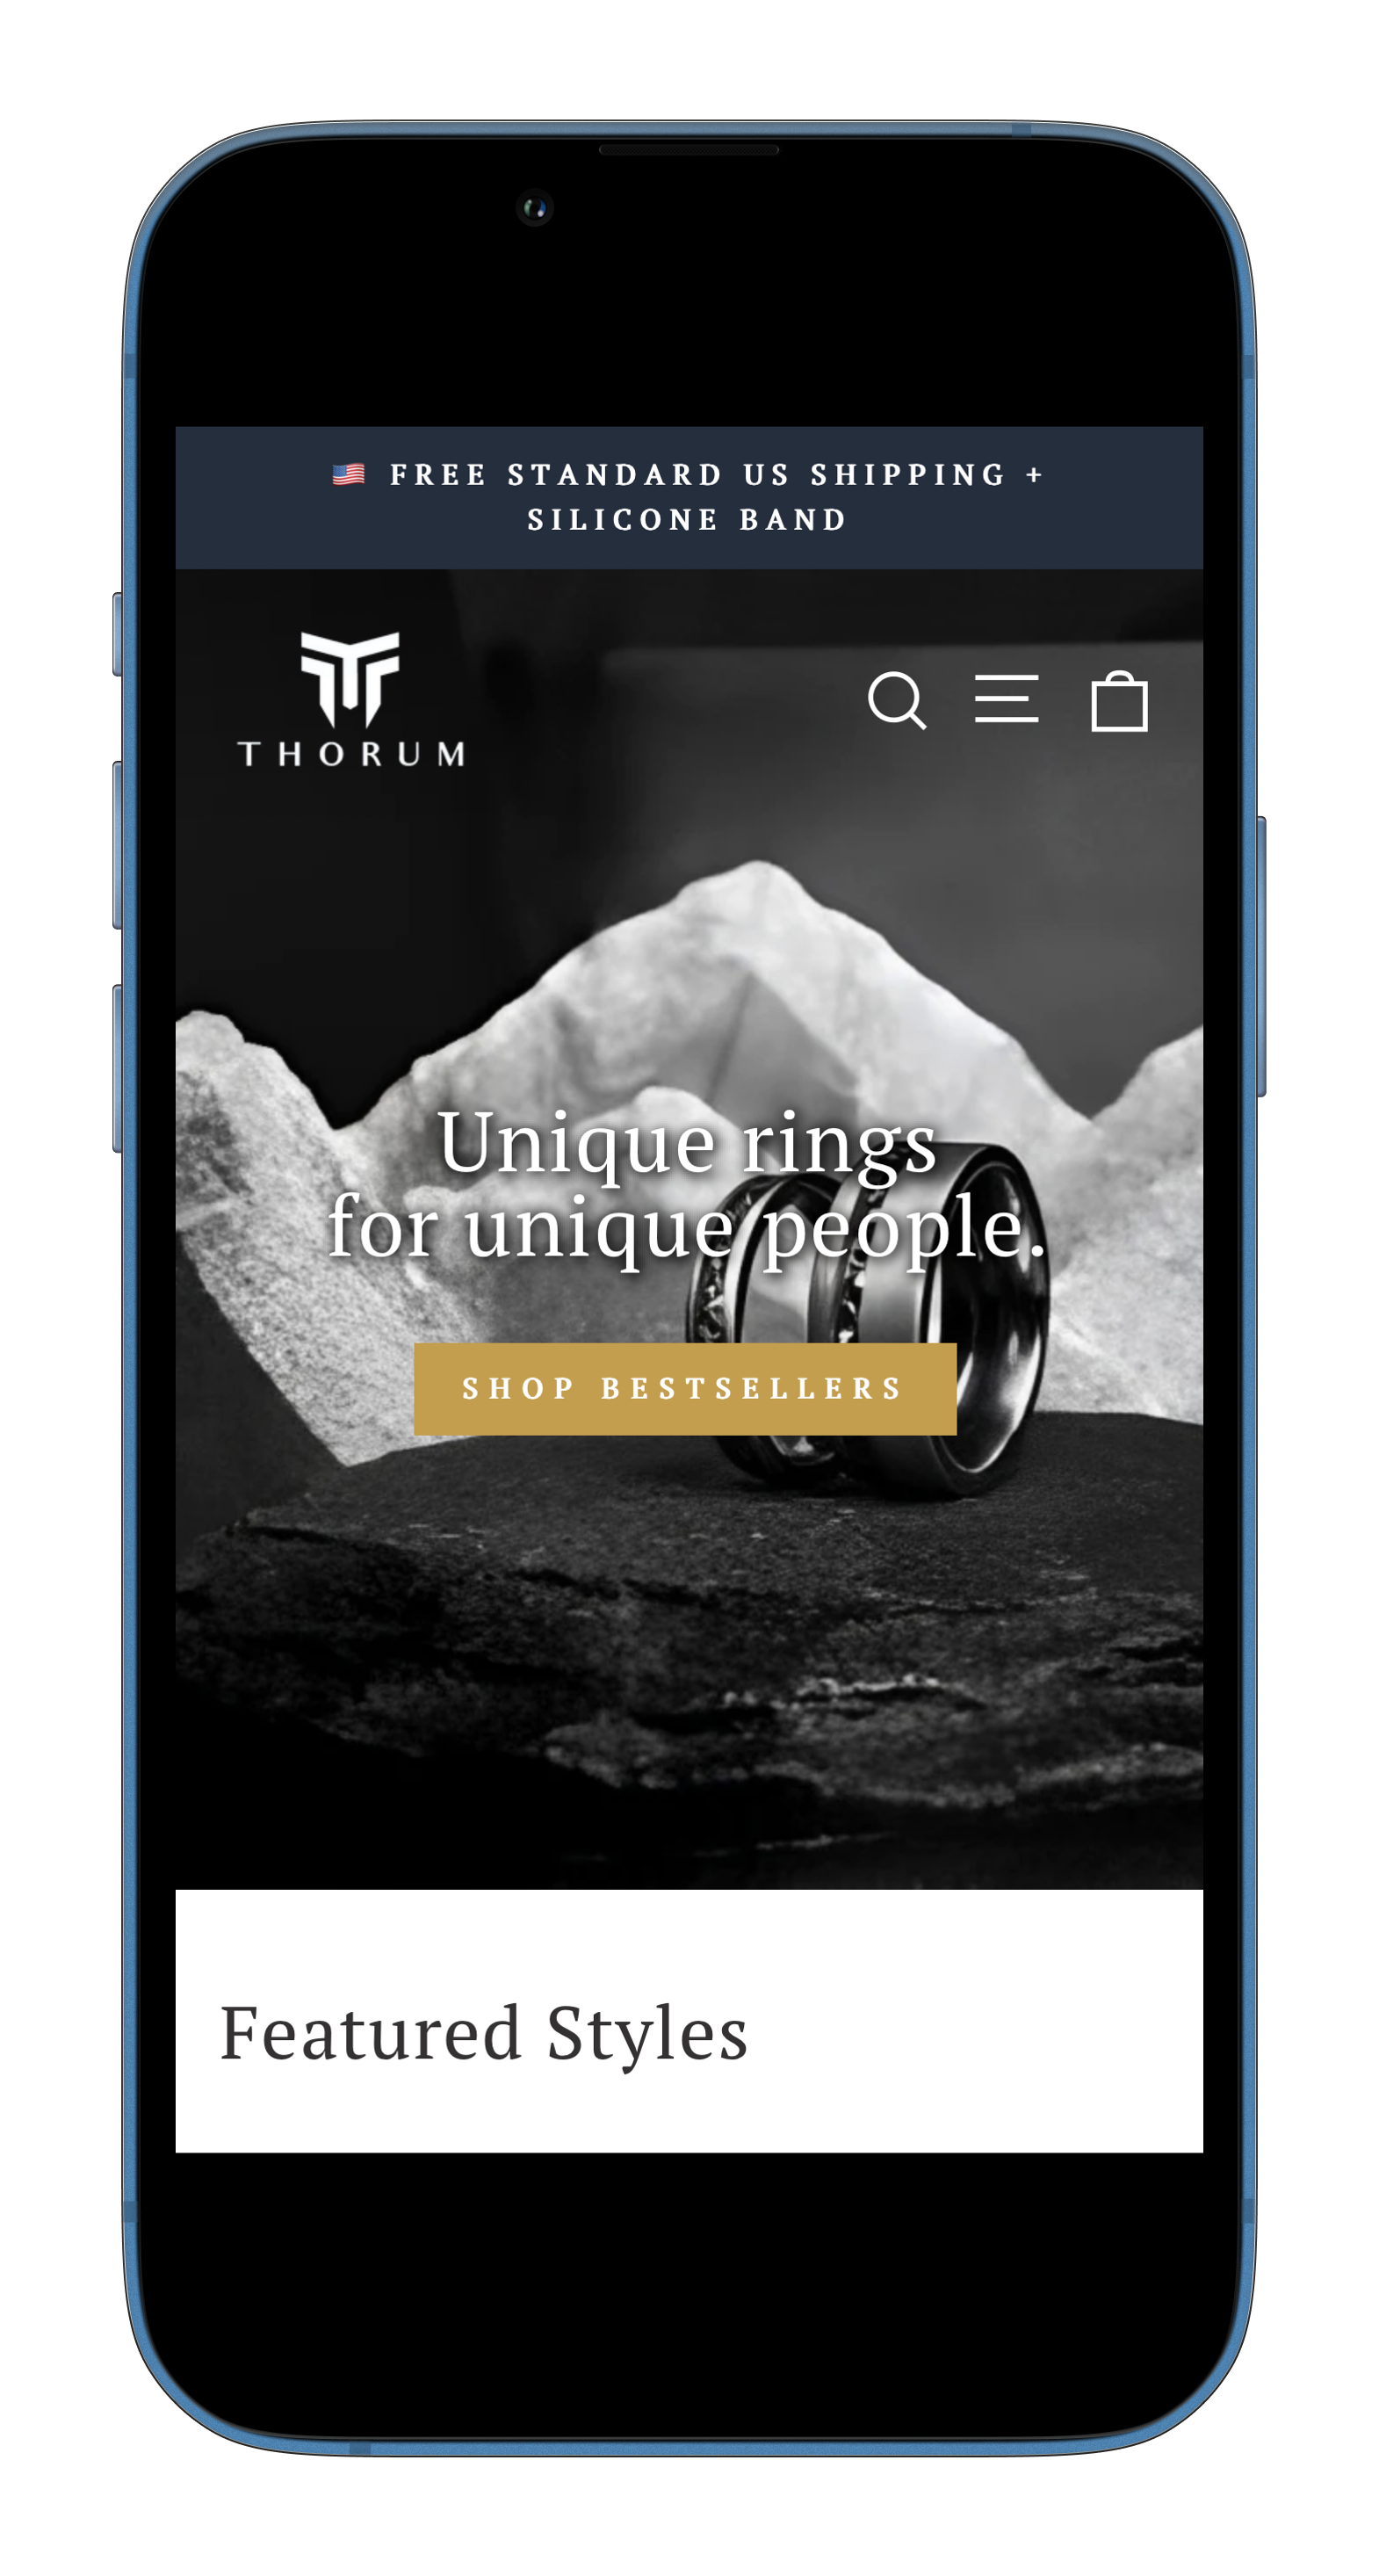 🇺🇸 FREE STANDARD US SHIPPING +
SILICONE BAND
THORUM
Unique rings
for unique people.
SHOP BESTSELLERS
Featured Styles